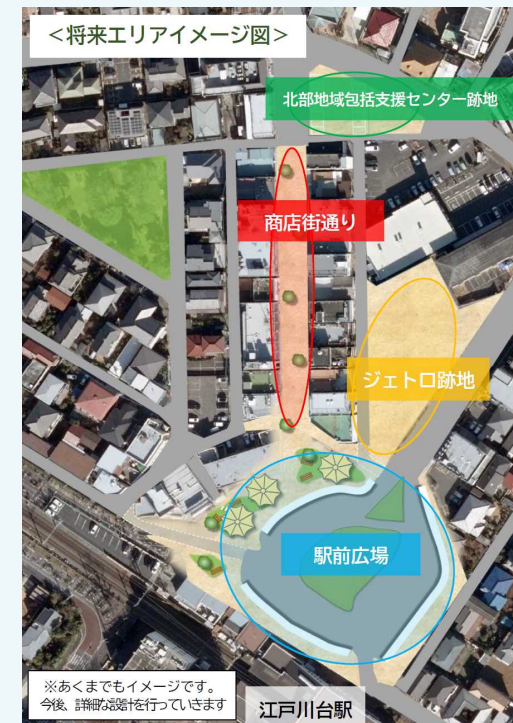 <将来エリアイメージ図>
北部地域包括支援センター跡地
商店街通り
ジェトロ跡地
駅前広場
※あくまでもイメージです。
今後、詳細な設計を行っていきます
江戸川台駅